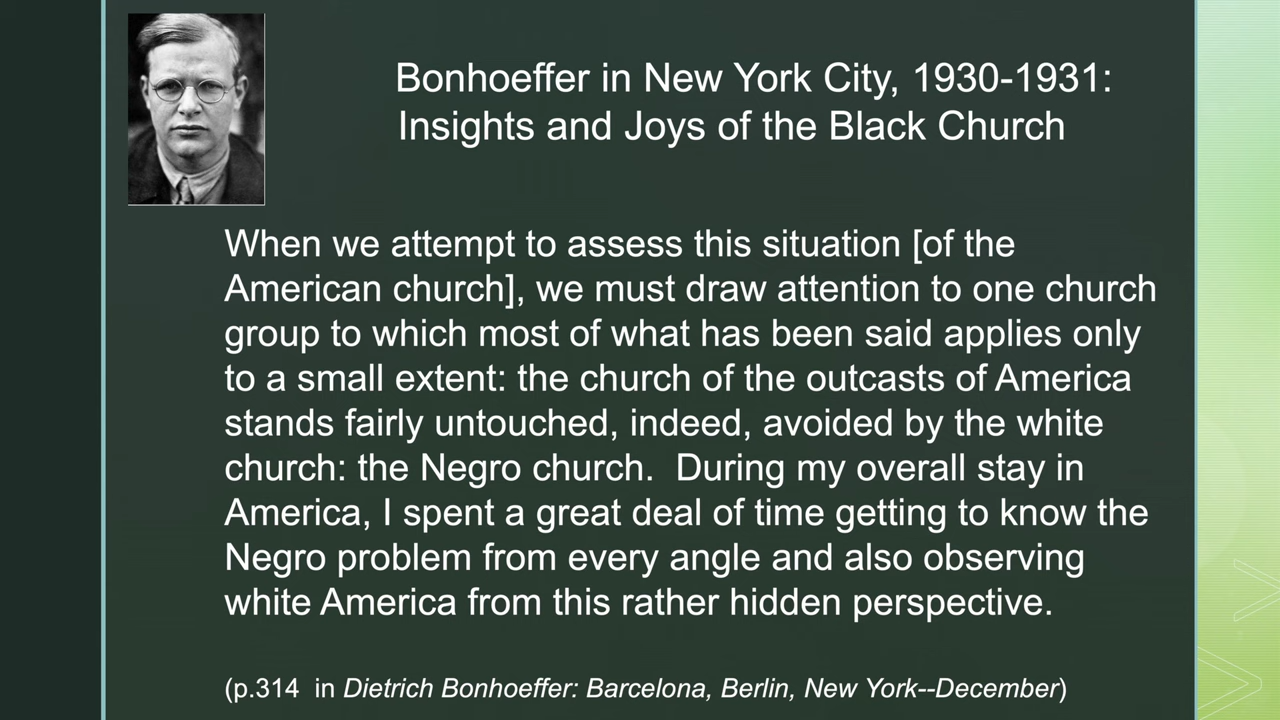 Bonhoeffer in New York City, 1930-1931:
Insights and Joys of the Black Church
When we attempt to assess this situation [of the
American church], we must draw attention to one church
group to which most of what has been said applies only
to a small extent: the church of the outcasts of America
stands fairly untouched, indeed, avoided by the white
church: the Negro church.  During my overall stay in
America, I spent a great deal of time getting to know the
Negro problem from every angle and also observing
white America from this rather hidden perspective.
(p.314  in Dietrich Bonhoeffer: Barcelona, Berlin, New York--December)